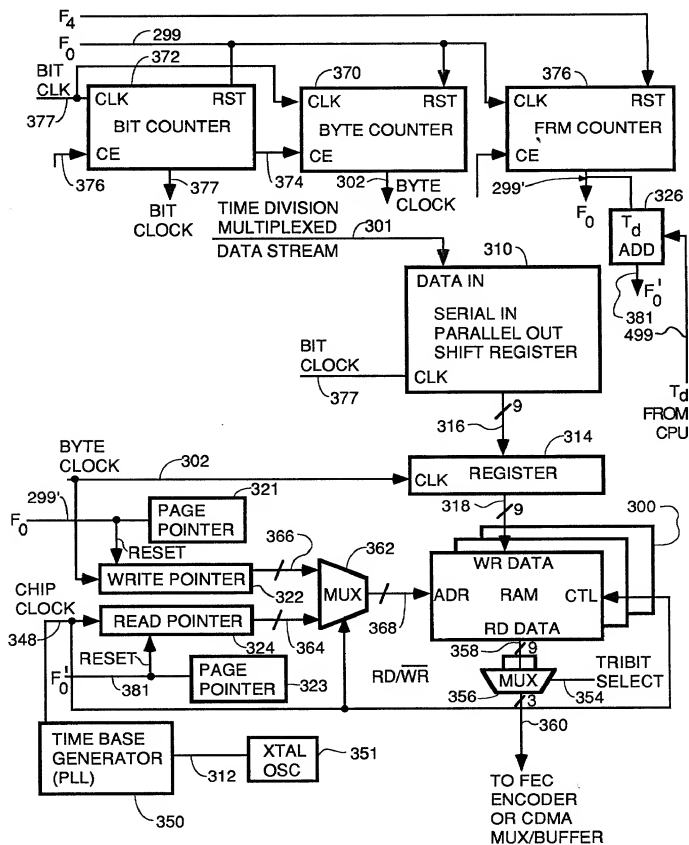 F4
F0
299
372
370
376
BIT
CLK
377
CLK RST
BIT COUNTER
CE
376
377
BIT
CLOCK
374
CLK RST
BYTE COUNTER
CE
302
BYTE
CLOCK
CLK RST
FRM COUNTER
CE
299'
F0
326
Td
ADD
F0'
381
499
Td
FROM
CPU
TIME DIVISION
MULTIPLEXED
DATA STREAM
301
310
DATA IN
SERIAL IN
PARALLEL OUT
SHIFT REGISTER
CLK
BIT
CLOCK
377
9
316
314
BYTE
CLOCK
302
CLK REGISTER
318
9
300
299'
F0
321
PAGE
POINTER
RESET
WRITE POINTER
322
366
362
MUX
368
WR DATA
ADR RAM CTL
RD DATA
CHIP
CLOCK
348
READ POINTER
324
364
RESET
F0'
381
PAGE
POINTER
323
RD/WR
358
9
MUX
356
354
TRIBIT
SELECT
3
360
TIME BASE
GENERATOR
(PLL)
350
312
XTAL
OSC
351
TO FEC
ENCODER
OR CDMA
MUX/BUFFER